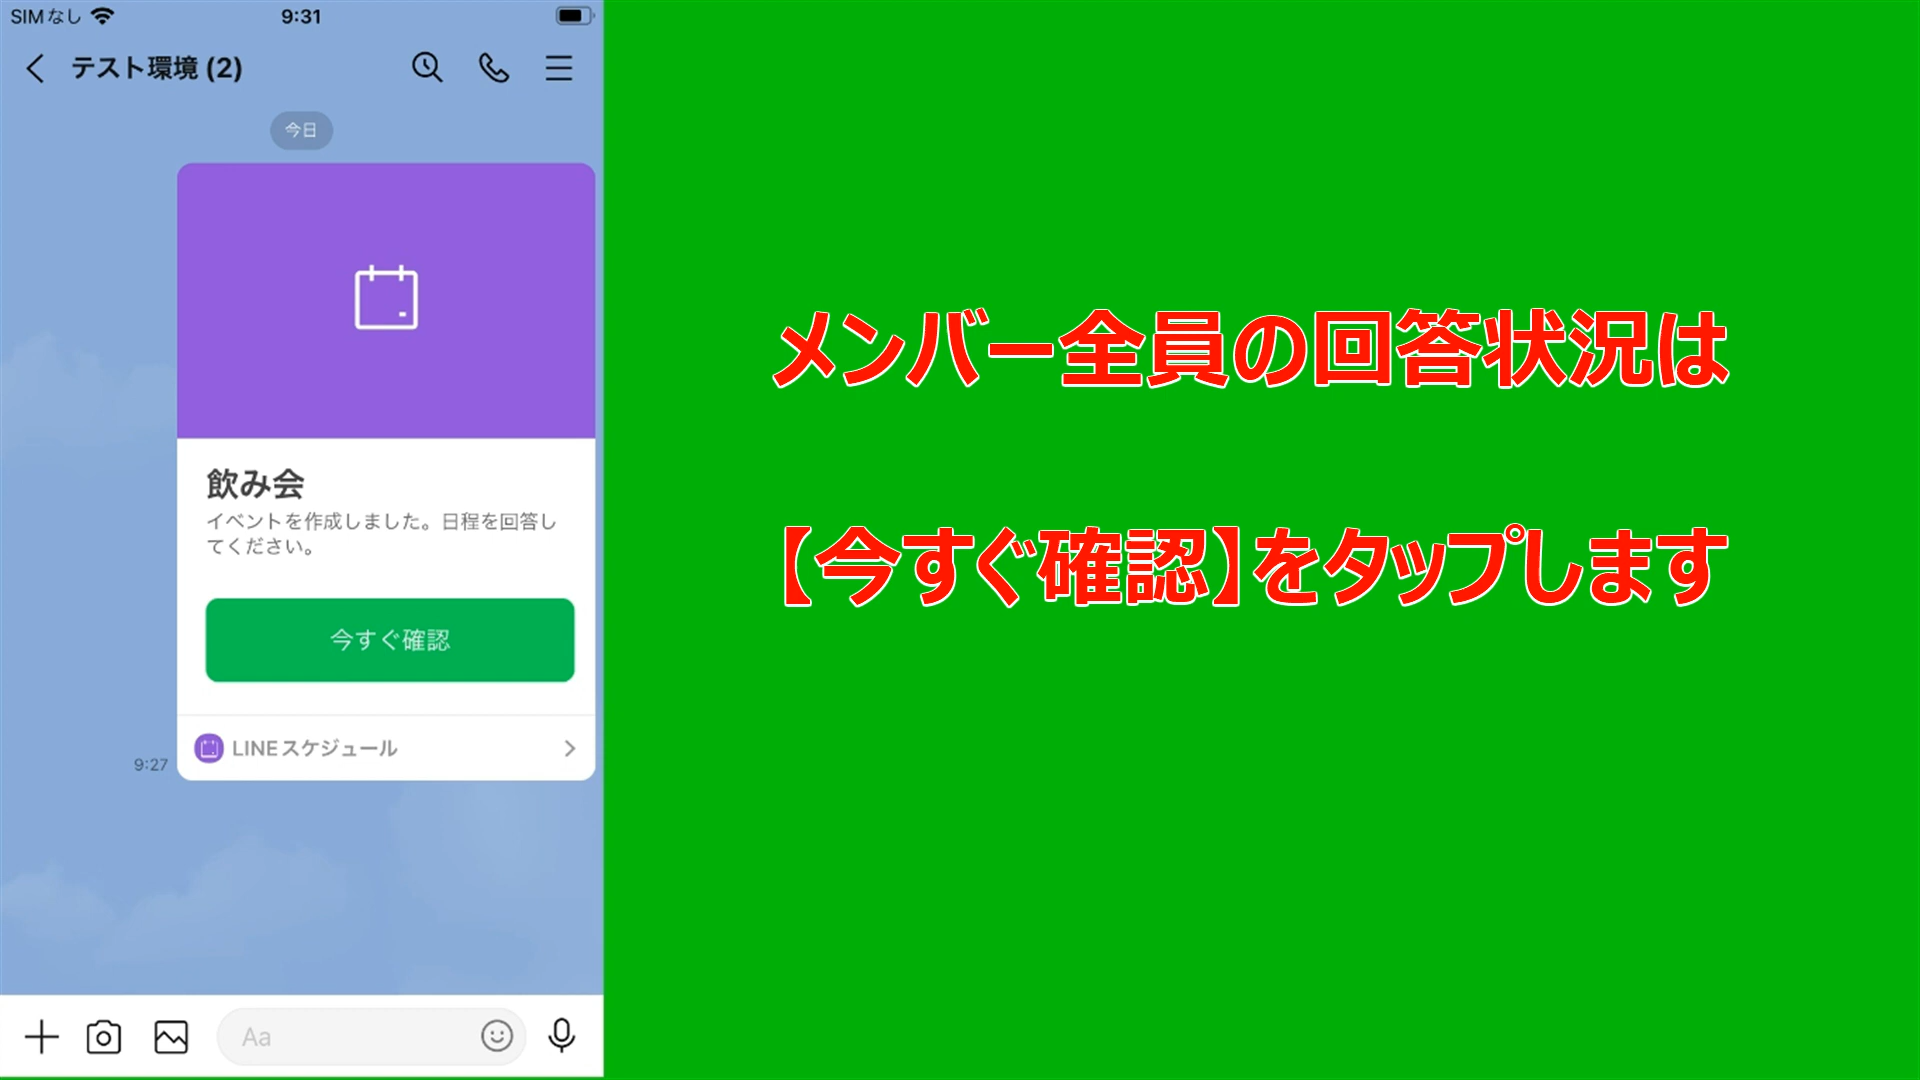 SIMなし 9:31
テスト環境 (2)
今日
飲み会
イベントを作成しました。日程を回答し
てください。
今すぐ確認
LINEスケジュール
9:27
Aa
メンバー全員の回答状況は
【今すぐ確認】をタップします